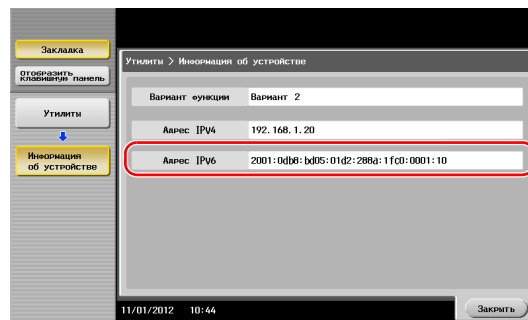 Закладка
Отобразить
клавишную панель
Утилиты
Информация
об устройстве
Утилиты > Информация об устройстве
Вариант функции Вариант 2
Адрес IPv4 192.168.1.20
Адрес IPv6 2001:0db8:bd05:01d2:288a:1fc0:0001:10
11/01/2012 10:44
Закрыть